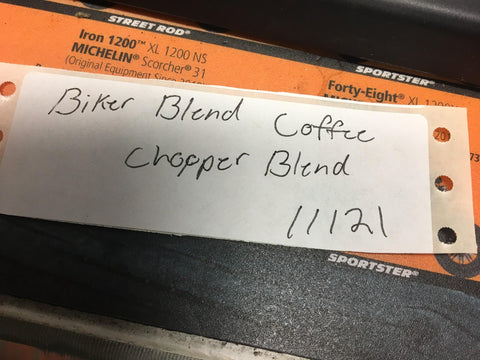 STREET ROD®
Iron 1200™ XL 1200 NS
MICHELIN® Scorcher® 31
(Original Equipment Since
SPORTSTER®
Forty-Eight® XL 1200
Biker Blend Coffee
Chopper Blend
11121
SPORTSTER®